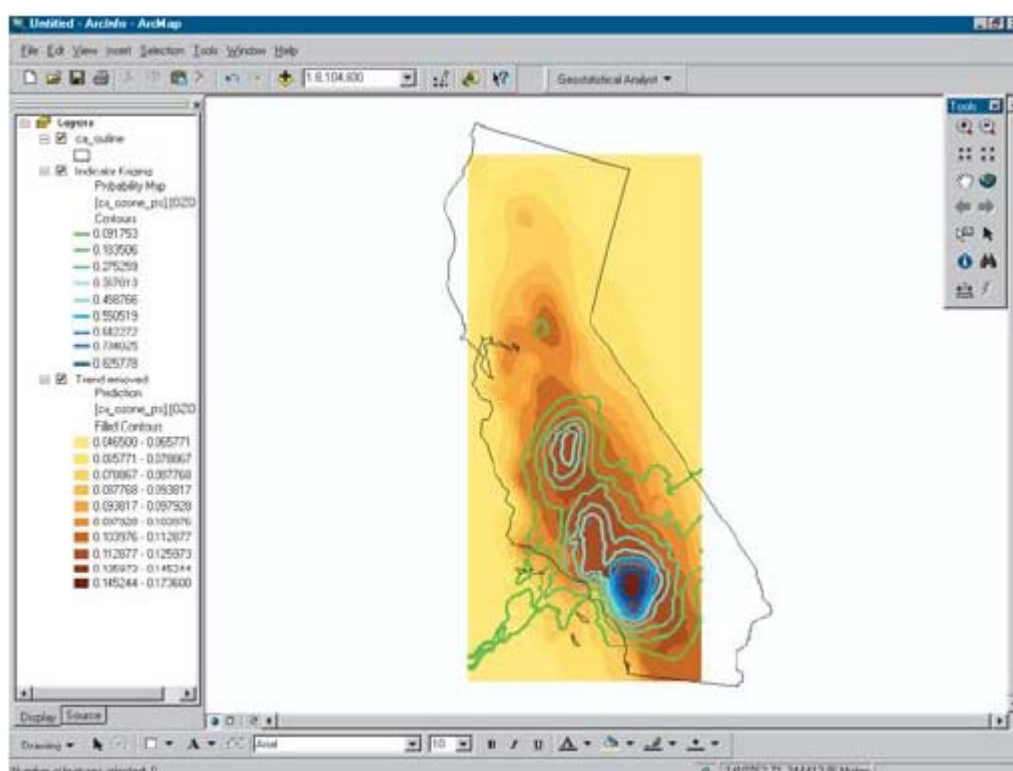 Untitled - ArcInfo - ArcMap
File Edit View Insert Selection Tools Window Help
Geostatistical Analyst
Layers
ca_outline
Indicator Kriging
Probability Map
[ca_ozone_pts].[OZO
Contours
0.091753
0.183506
0.275259
0.367013
0.458766
0.550519
0.642272
0.734025
0.825778
Trend removed
Prediction
[ca_ozone_pts].[OZO
Filled Contours
0.046500 - 0.065771
0.065771 - 0.078867
0.078867 - 0.087768
0.087768 - 0.093817
0.093817 - 0.097928
0.097928 - 0.103976
0.103976 - 0.112877
0.112877 - 0.125973
0.125973 - 0.145244
0.145244 - 0.173600
Tools
Display Source
Drawing A Arial 10 B I U A